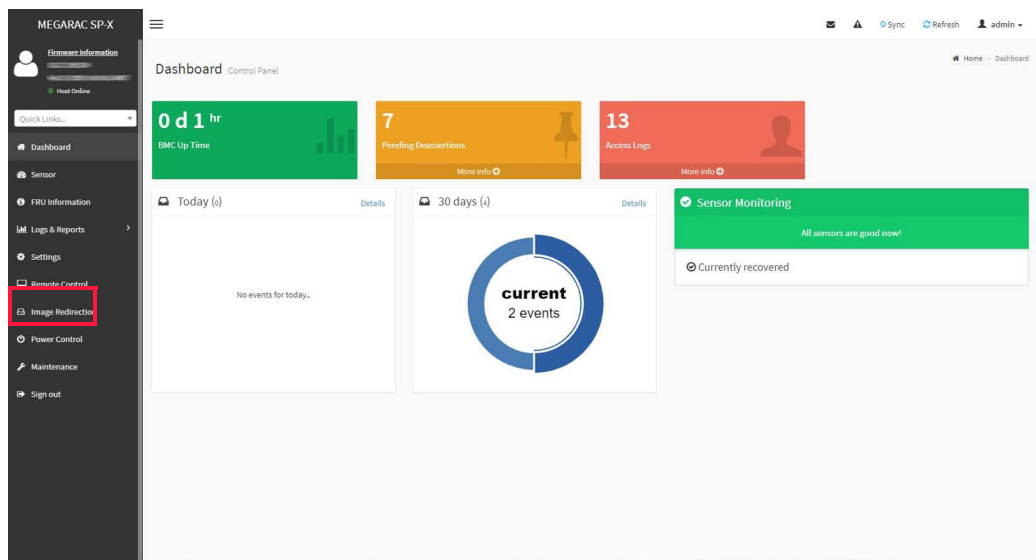 MEGARAC SP-X
Sync Refresh admin
Firmware Information
Host Online
Quick Links..
Dashboard
Sensor
FRU Information
Logs & Reports
Settings
Remote Control
Image Redirection
Power Control
Maintenance
Sign out
Dashboard Control Panel
Home > Dashboard
0 d 1 hr
BMC Up Time
7
Pending Deassertions
More info
13
Access Logs
More info
Today (0) Details
No events for today..
30 days (4) Details
current
2 events
Sensor Monitoring
All sensors are good now!
Currently recovered